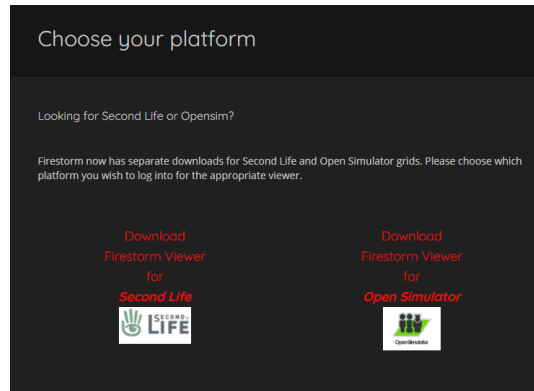 Choose your platform
Looking for Second Life or Opensim?
Firestorm now has separate downloads for Second Life and Open Simulator grids. Please choose which
platform you wish to log into for the appropriate viewer.
Download
Firestorm Viewer
for
Second Life
SECOND
LIFE
Download
Firestorm Viewer
for
Open Simulator
OpenSimulator